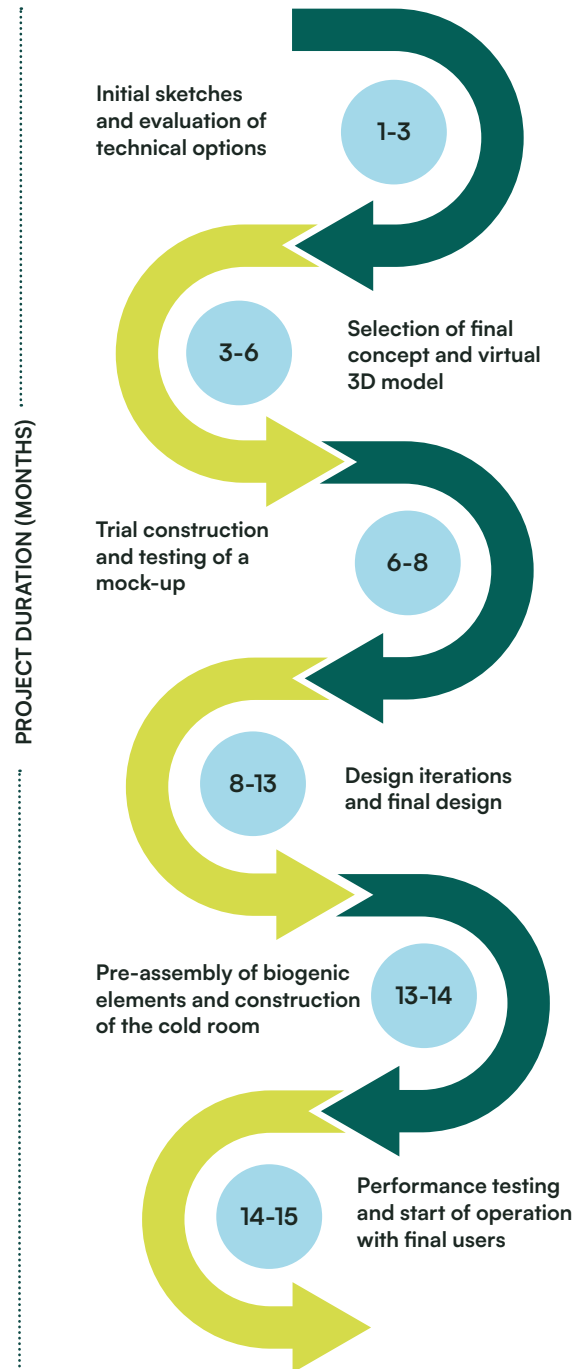 PROJECT DURATION (MONTHS)
Initial sketches
and evaluation of
technical options
1-3
3-6
Selection of final
concept and virtual
3D model
Trial construction
and testing of a
mock-up
6-8
8-13
Design iterations
and final design
Pre-assembly of biogenic
elements and construction
of the cold room
13-14
14-15
Performance testing
and start of operation
with final users